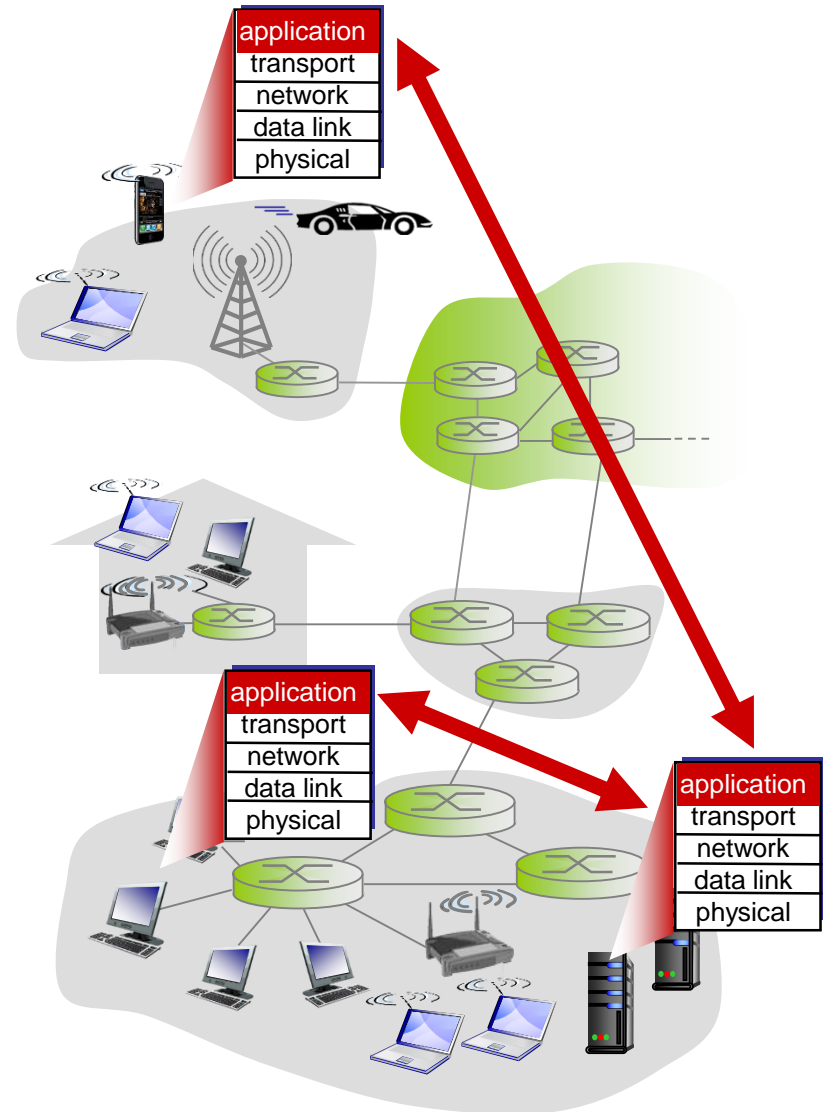 application
transport
network
data link
physical
application
transport
network
data link
physical
application
transport
network
data link
physical